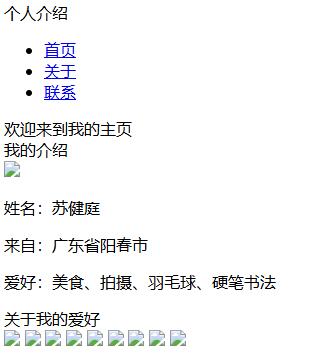 个人介绍
首页
关于
联系
欢迎来到我的主页
我的介绍
姓名：苏健庭
来自：广东省阳春市
爱好：美食、拍摄、羽毛球、硬笔书法
关于我的爱好